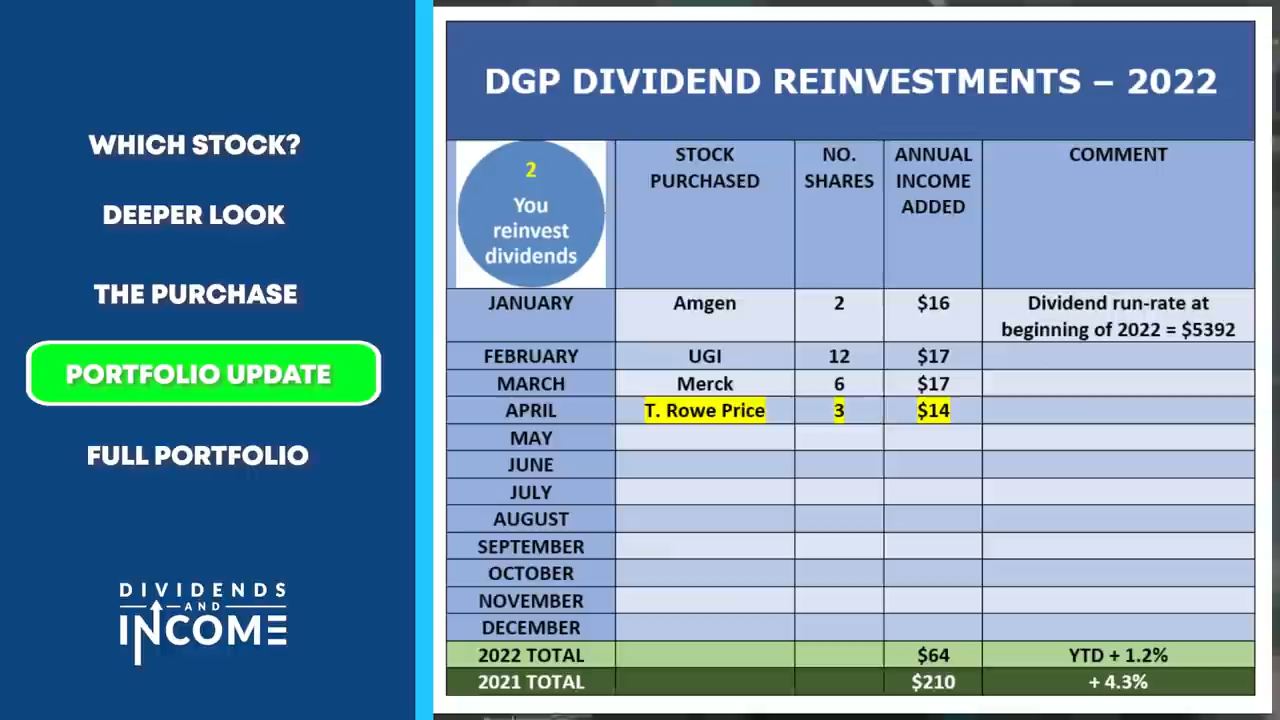 WHICH STOCK?
DEEPER LOOK
THE PURCHASE
PORTFOLIO UPDATE
FULL PORTFOLIO
DIVIDENDS
AND
INCOME
DGP DIVIDEND REINVESTMENTS – 2022
2
You
reinvest
dividends
STOCK
PURCHASED
NO.
SHARES
ANNUAL
INCOME
ADDED
COMMENT
JANUARY Amgen 2 $16 Dividend run-rate at
beginning of 2022 = $5392
FEBRUARY UGI 12 $17
MARCH Merck 6 $17
APRIL T. Rowe Price 3 $14
MAY
JUNE
JULY
AUGUST
SEPTEMBER
OCTOBER
NOVEMBER
DECEMBER
2022 TOTAL $64 YTD + 1.2%
2021 TOTAL $210 + 4.3%